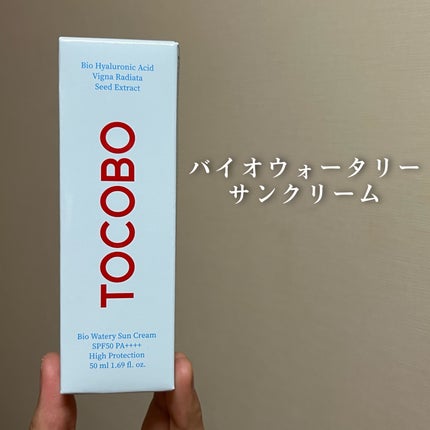 Bio Hyaluronic Acid
Vigna Radiata
Seed Extract
TOCOBO
バイオウォータリー
サンクリーム
Bio Watery Sun Cream
SPF50 PA++++
High Protection
50 ml 1.69 fl. oz.